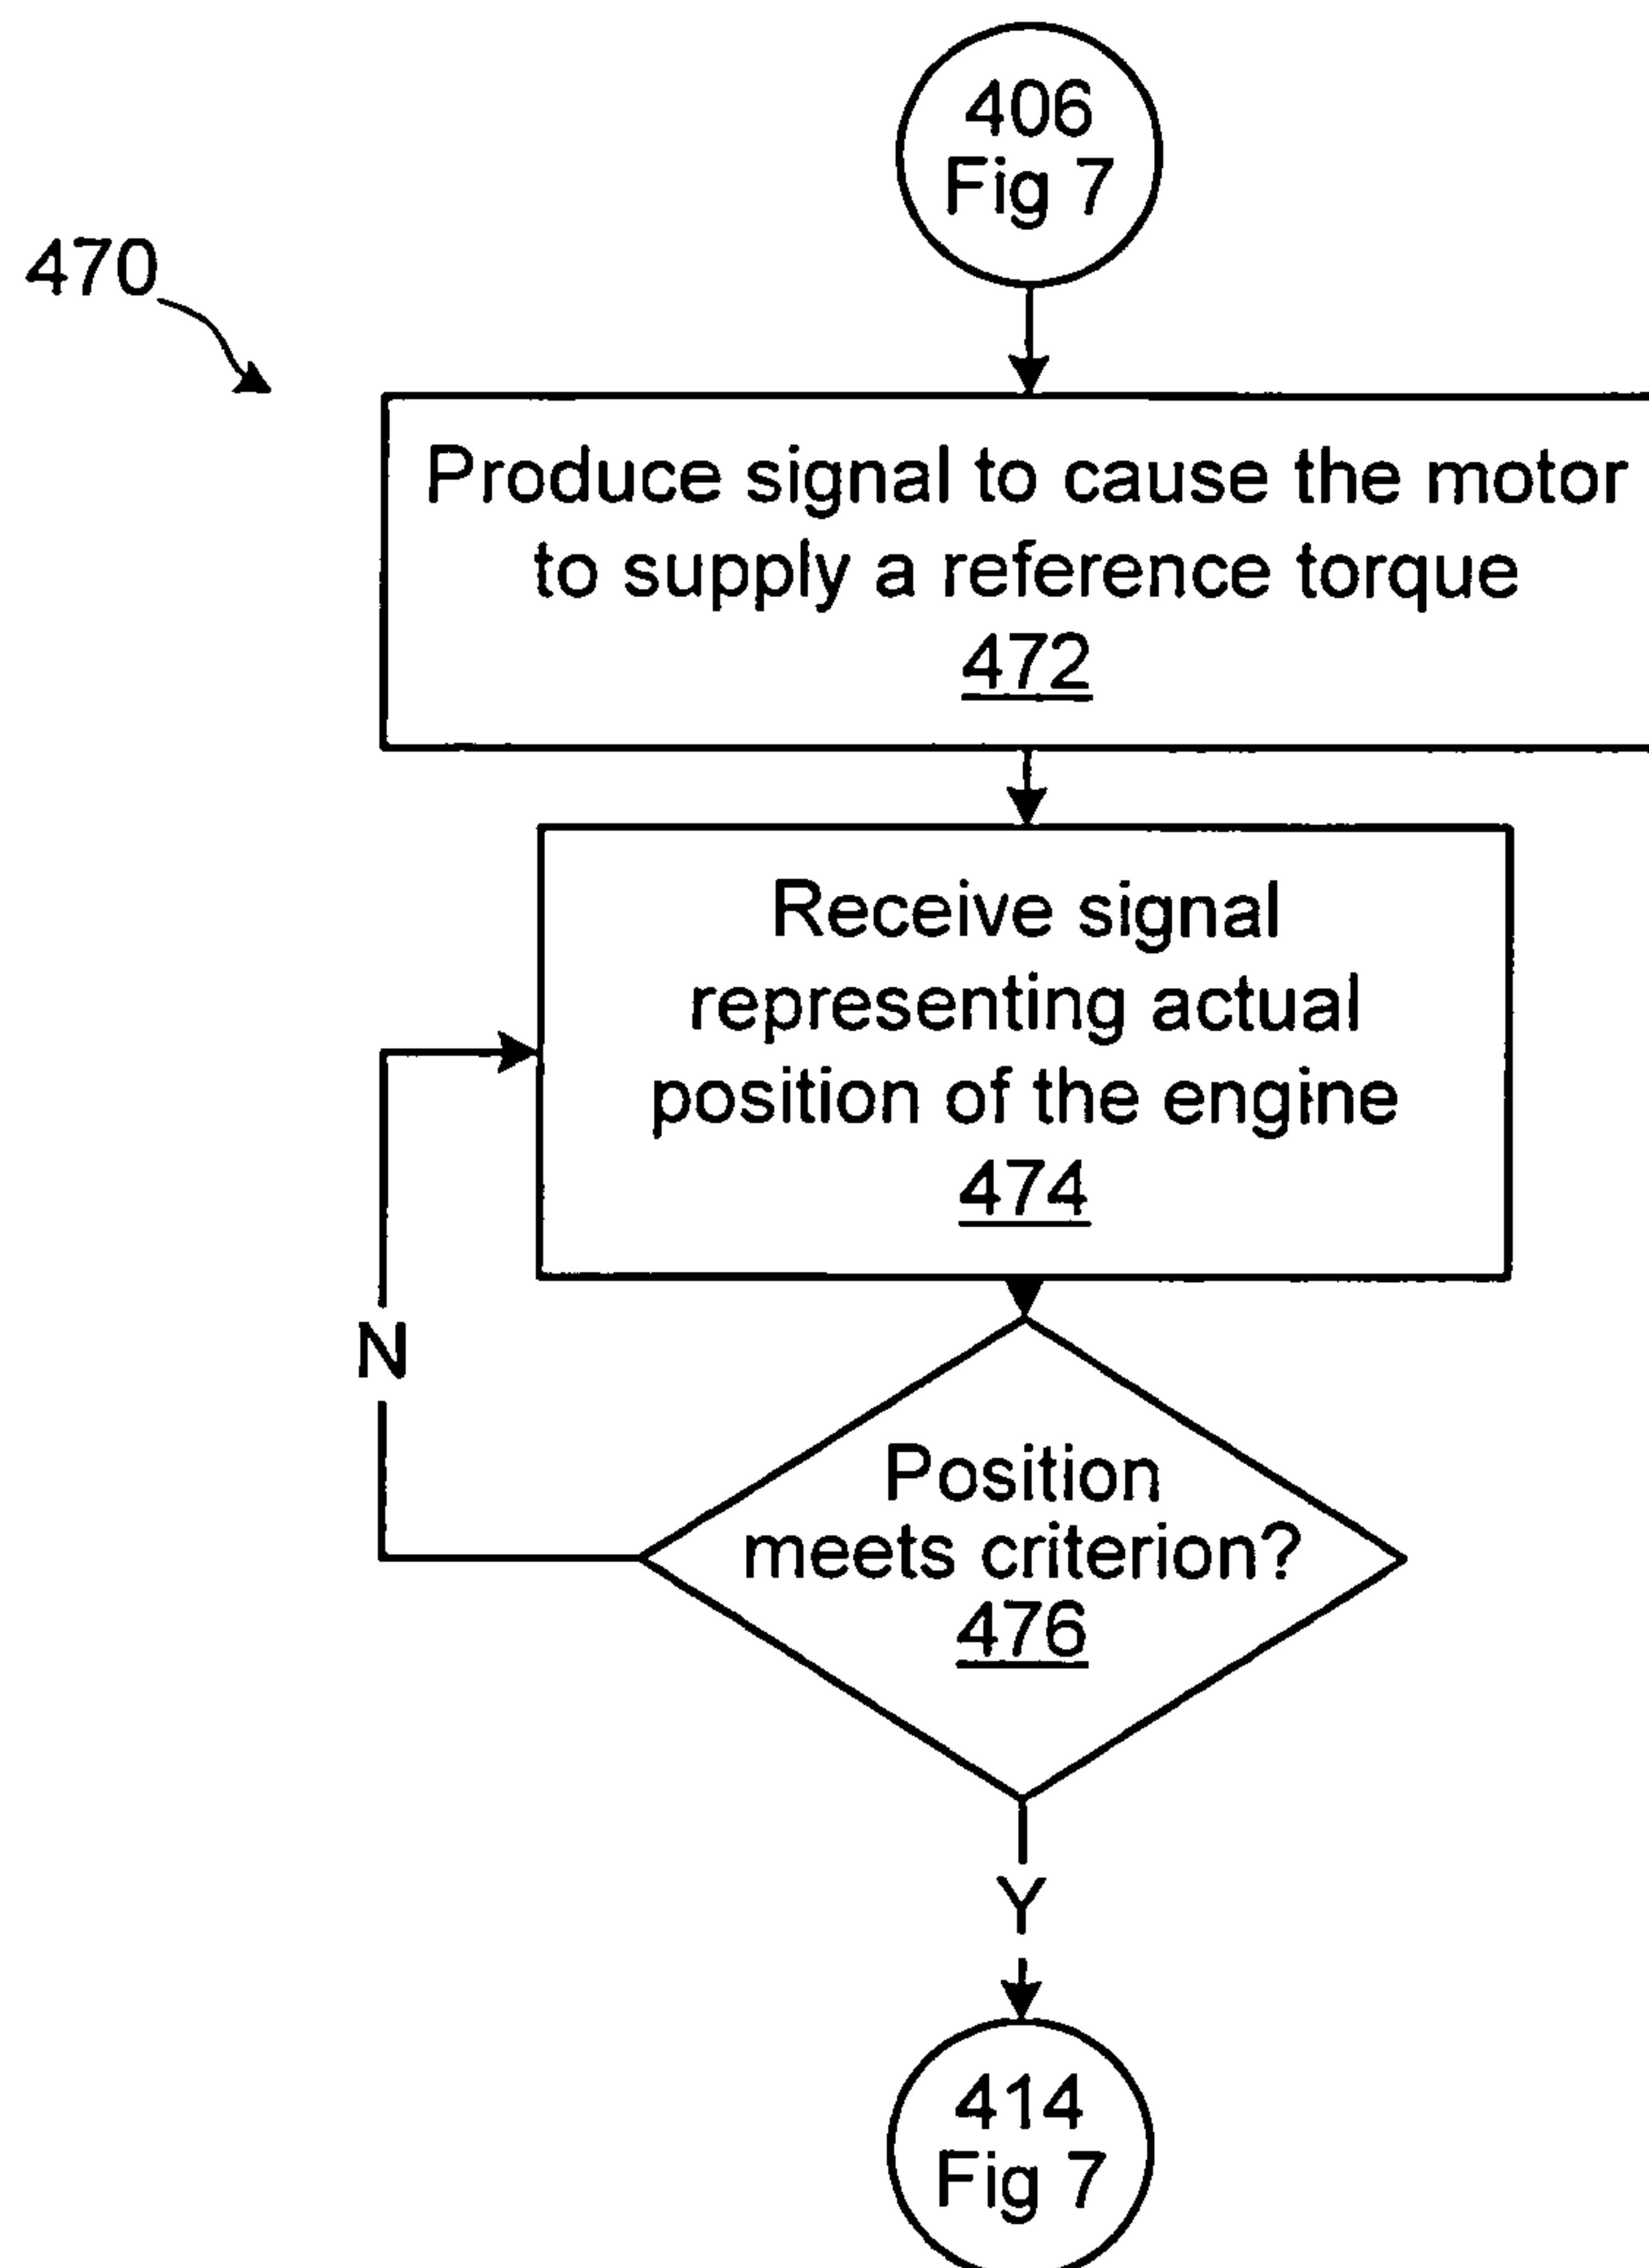 406
Fig 7
470
Produce signal to cause the motor
to supply a reference torque
472
Receive signal
representing actual
position of the engine
474
N
Position
meets criterion?
476
Y
414
Fig 7